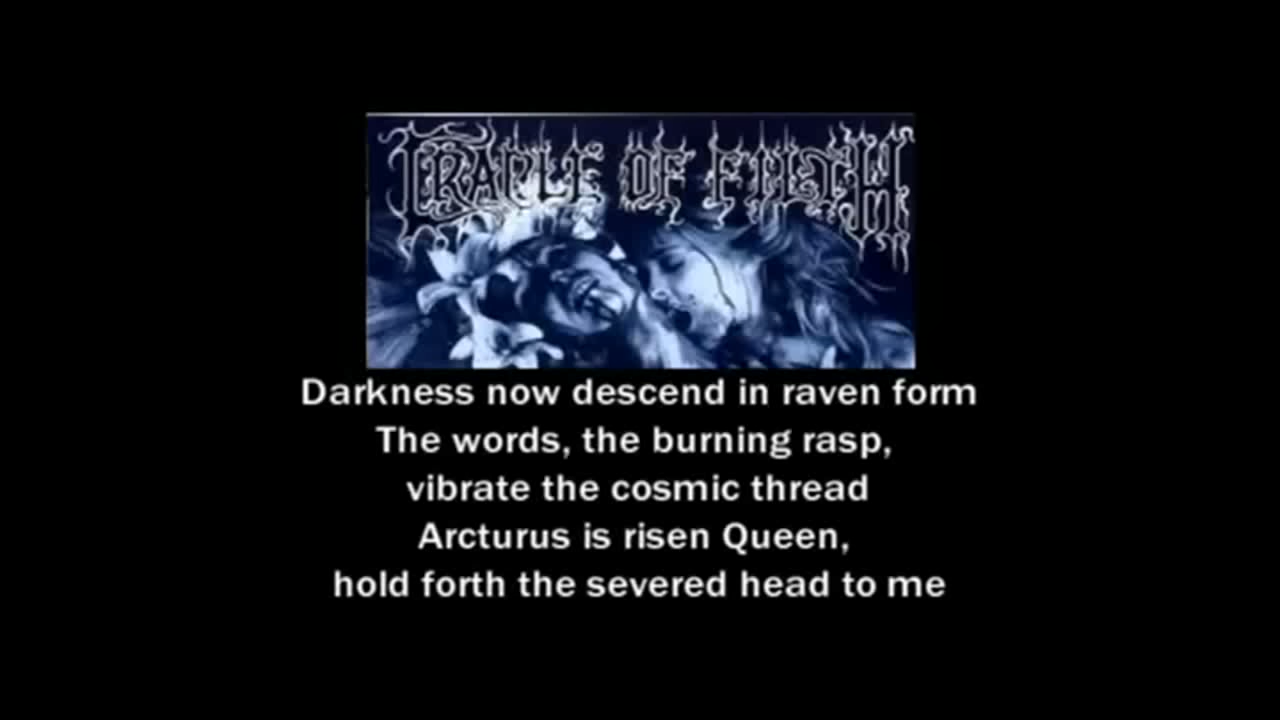 CRADLE OF FILTH
Darkness now descend in raven form
The words, the burning rasp,
vibrate the cosmic thread
Arcturus is risen Queen,
hold forth the severed head to me